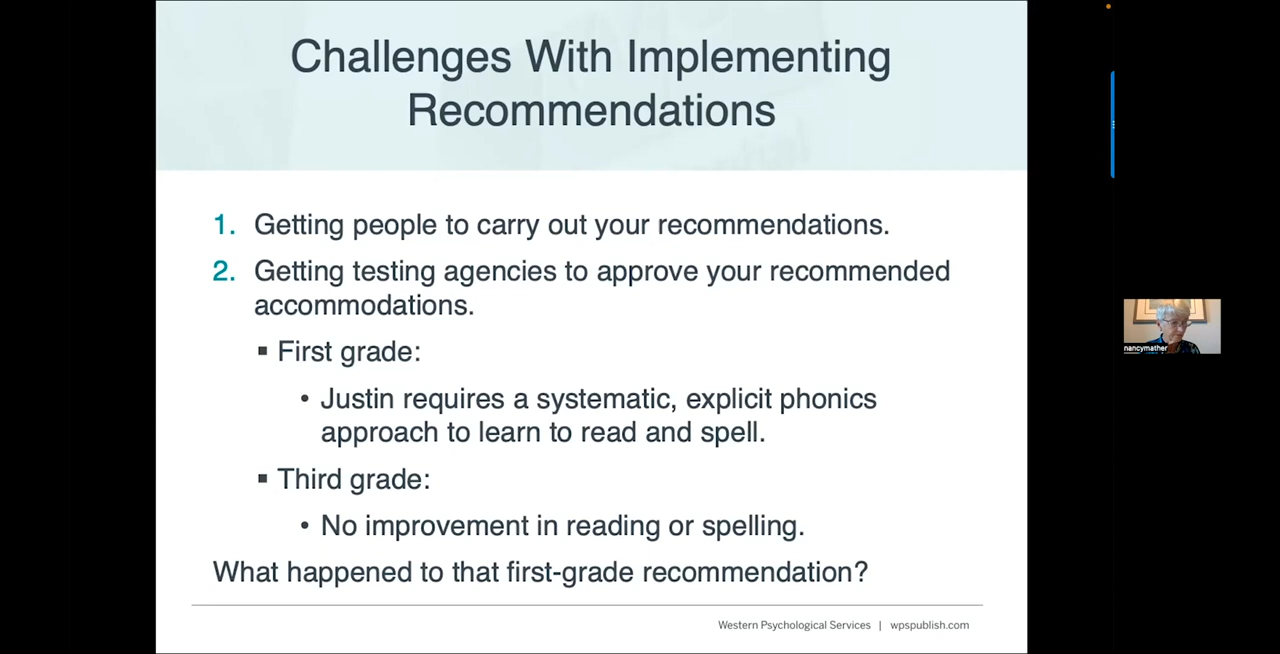 Challenges With Implementing
Recommendations
1. Getting people to carry out your recommendations.
2. Getting testing agencies to approve your recommended
accommodations.
▪ First grade:
• Justin requires a systematic, explicit phonics
approach to learn to read and spell.
▪ Third grade:
• No improvement in reading or spelling.
What happened to that first-grade recommendation?
Western Psychological Services | wpspublish.com
nancymather